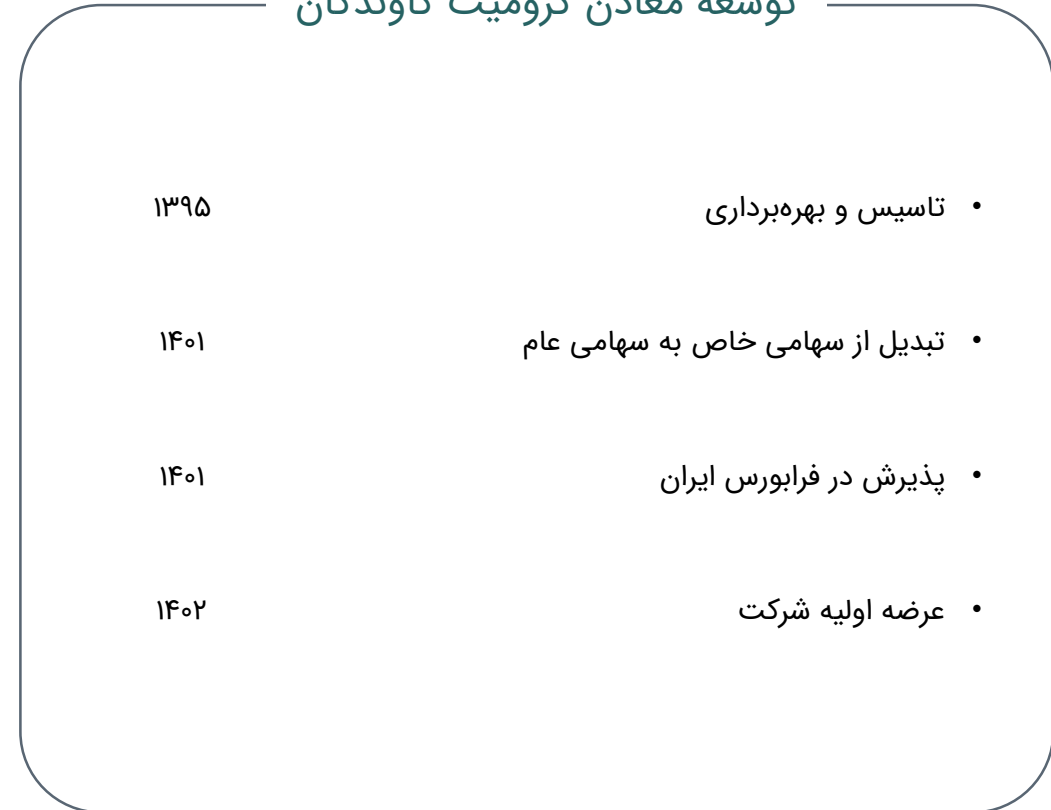 توسعه معادن کرومیت کاوندگان
• تاسیس و بهره‌برداری ۱۳۹۵
• تبدیل از سهامی خاص به سهامی عام ۱۴۰۱
• پذیرش در فرابورس ایران ۱۴۰۱
• عرضه اولیه شرکت ۱۴۰۲